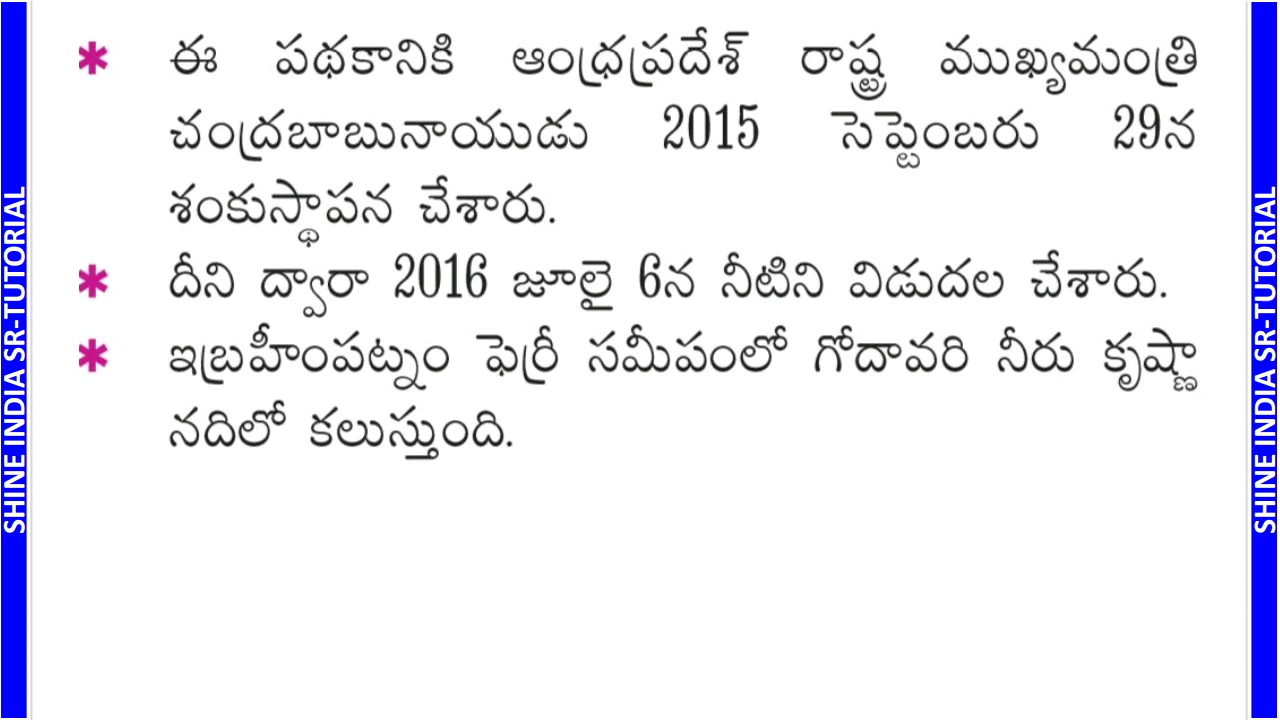 * ఈ పథకానికి ఆంధ్రప్రదేశ్ రాష్ట్ర ముఖ్యమంత్రి
చంద్రబాబునాయుడు 2015 సెప్టెంబరు 29న
శంకుస్థాపన చేశారు.
* దీని ద్వారా 2016 జూలై 6న నీటిని విడుదల చేశారు.
* ఇబ్రహీంపట్నం ఫెర్రీ సమీపంలో గోదావరి నీరు కృష్ణా
నదిలో కలుస్తుంది.
SHINE INDIA SR-TUTORIAL
SHINE INDIA SR-TUTORIAL